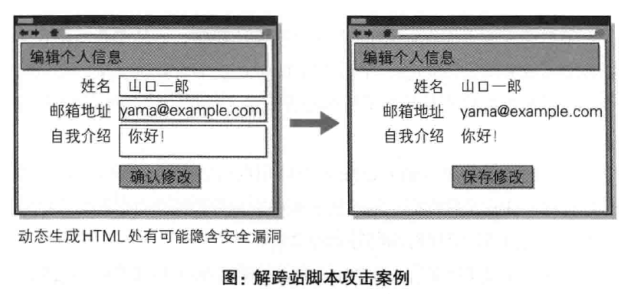 编辑个人信息
姓名 山口一郎
邮箱地址 yama@example.com
自我介绍 你好!
确认修改
编辑个人信息
姓名 山口一郎
邮箱地址 yama@example.com
自我介绍 你好!
保存修改
动态生成HTML处有可能隐含安全漏洞
图:解跨站脚本攻击案例